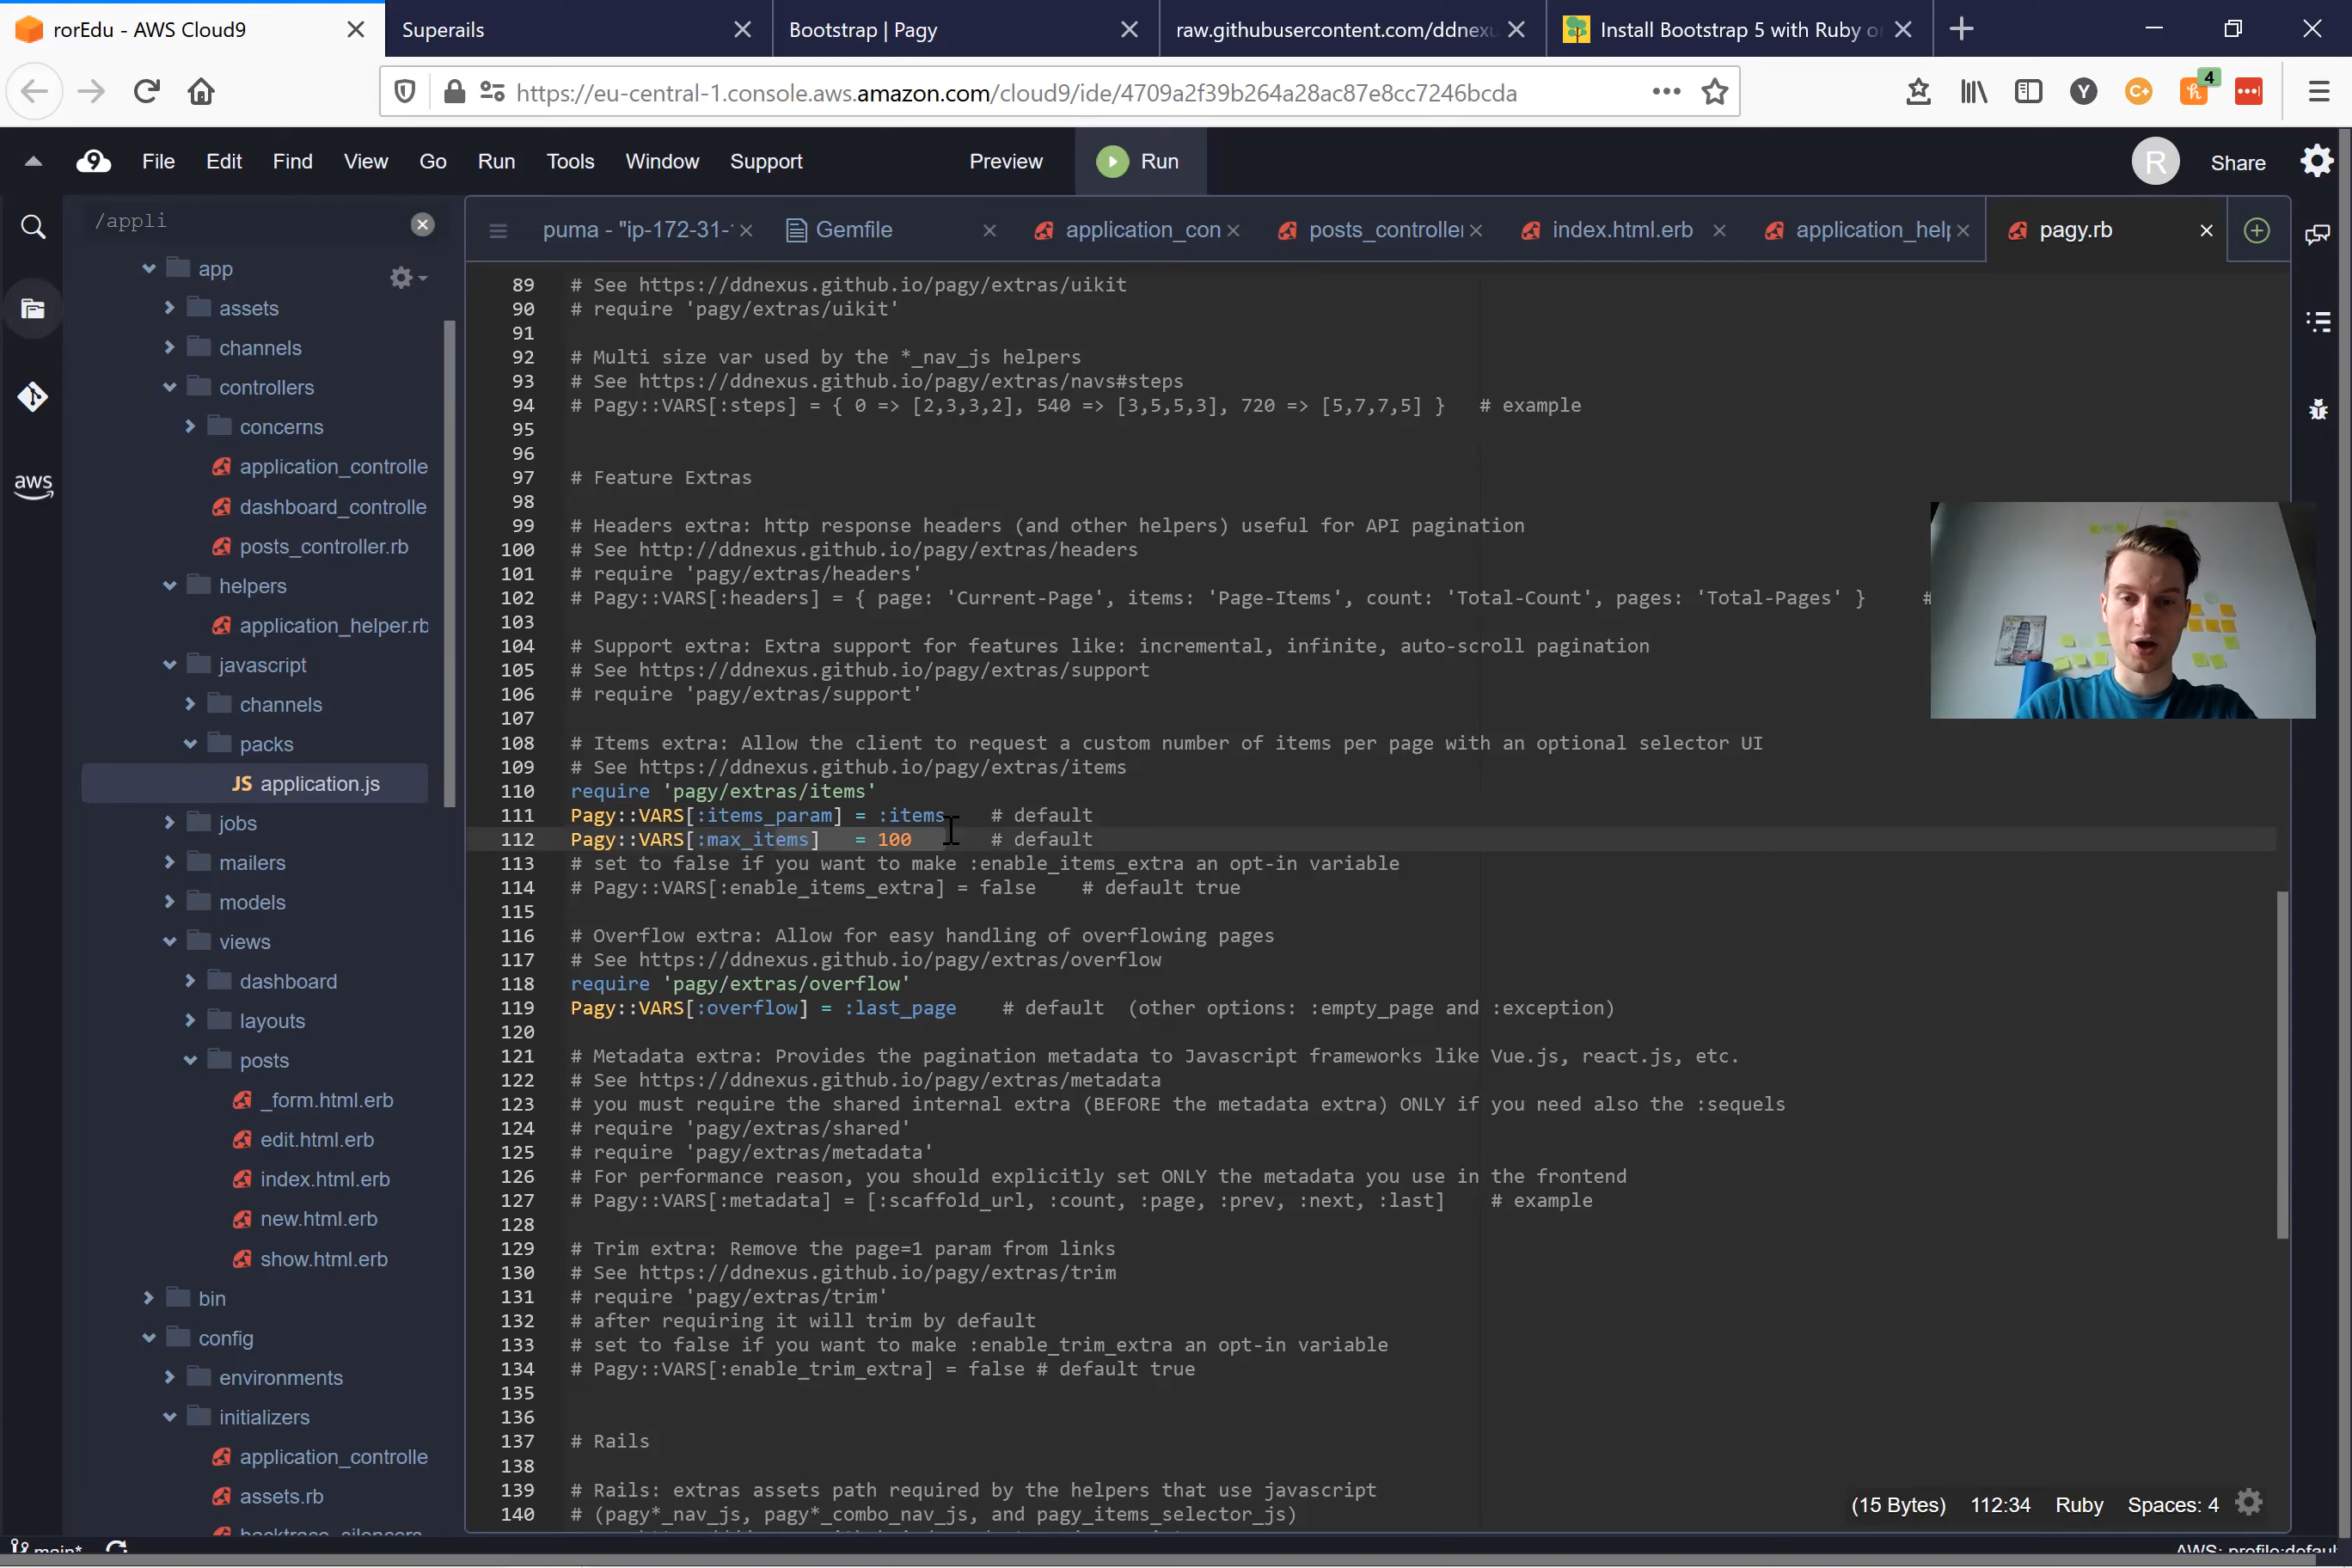 rorEdu - AWS Cloud9
Superails
Bootstrap | Pagy
raw.githubusercontent.com/ddnexu
Install Bootstrap 5 with Ruby o
https://eu-central-1.console.aws.amazon.com/cloud9/ide/4709a2f39b264a28ac87e8cc7246bcda
Y
C+
4
9
File Edit Find View Go Run Tools Window Support Preview Run
R
Share
/appli
app
assets
channels
controllers
concerns
application_controlle
dashboard_controlle
posts_controller.rb
helpers
application_helper.rb
javascript
channels
packs
JS application.js
jobs
mailers
models
views
dashboard
layouts
posts
_form.html.erb
edit.html.erb
index.html.erb
new.html.erb
show.html.erb
bin
config
environments
initializers
application_controlle
assets.rb
backtrace_silencers
aws
puma - "ip-172-31-
Gemfile
application_con
posts_controller
index.html.erb
application_help
pagy.rb
89 # See https://ddnexus.github.io/pagy/extras/uikit
90 # require 'pagy/extras/uikit'
91
92 # Multi size var used by the *_nav_js helpers
93 # See https://ddnexus.github.io/pagy/extras/navs#steps
94 # Pagy::VARS[:steps] = { 0 => [2,3,3,2], 540 => [3,5,5,3], 720 => [5,7,7,5] } # example
95
96
97 # Feature Extras
98
99 # Headers extra: http response headers (and other helpers) useful for API pagination
100 # See http://ddnexus.github.io/pagy/extras/headers
101 # require 'pagy/extras/headers'
102 # Pagy::VARS[:headers] = { page: 'Current-Page', items: 'Page-Items', count: 'Total-Count', pages: 'Total-Pages' } #
103
104 # Support extra: Extra support for features like: incremental, infinite, auto-scroll pagination
105 # See https://ddnexus.github.io/pagy/extras/support
106 # require 'pagy/extras/support'
107
108 # Items extra: Allow the client to request a custom number of items per page with an optional selector UI
109 # See https://ddnexus.github.io/pagy/extras/items
110 require 'pagy/extras/items'
111 Pagy::VARS[:items_param] = :items # default
112 Pagy::VARS[:max_items] = 100 # default
113 # set to false if you want to make :enable_items_extra an opt-in variable
114 # Pagy::VARS[:enable_items_extra] = false # default true
115
116 # Overflow extra: Allow for easy handling of overflowing pages
117 # See https://ddnexus.github.io/pagy/extras/overflow
118 require 'pagy/extras/overflow'
119 Pagy::VARS[:overflow] = :last_page # default (other options: :empty_page and :exception)
120
121 # Metadata extra: Provides the pagination metadata to Javascript frameworks like Vue.js, react.js, etc.
122 # See https://ddnexus.github.io/pagy/extras/metadata
123 # you must require the shared internal extra (BEFORE the metadata extra) ONLY if you need also the :sequels
124 # require 'pagy/extras/shared'
125 # require 'pagy/extras/metadata'
126 # For performance reason, you should explicitly set ONLY the metadata you use in the frontend
127 # Pagy::VARS[:metadata] = [:scaffold_url, :count, :page, :prev, :next, :last] # example
128
129 # Trim extra: Remove the page=1 param from links
130 # See https://ddnexus.github.io/pagy/extras/trim
131 # require 'pagy/extras/trim'
132 # after requiring it will trim by default
133 # set to false if you want to make :enable_trim_extra an opt-in variable
134 # Pagy::VARS[:enable_trim_extra] = false # default true
135
136
137 # Rails
138
139 # Rails: extras assets path required by the helpers that use javascript
140 # (pagy*_nav_js, pagy*_combo_nav_js, and pagy_items_selector_js)
(15 Bytes) 112:34 Ruby Spaces: 4
main*
AWS: profile:defaul